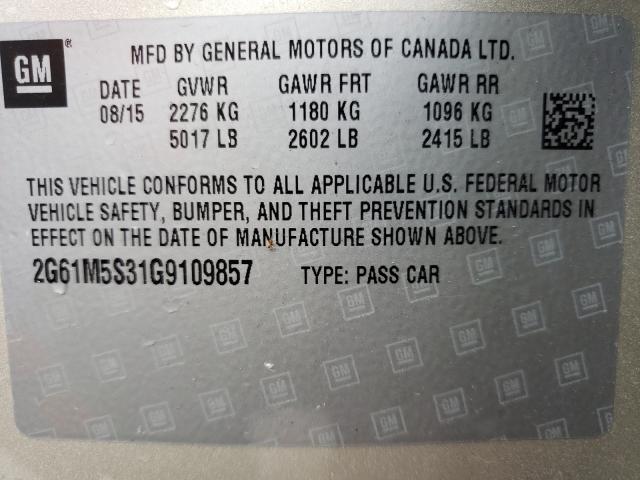 GM ®
MFD BY GENERAL MOTORS OF CANADA LTD.
DATE GVWR GAWR FRT GAWR RR
08/15 2276 KG 1180 KG 1096 KG
5017 LB 2602 LB 2415 LB
THIS VEHICLE CONFORMS TO ALL APPLICABLE U.S. FEDERAL MOTOR
VEHICLE SAFETY, BUMPER, AND THEFT PREVENTION STANDARDS IN
EFFECT ON THE DATE OF MANUFACTURE SHOWN ABOVE.
2G61M5S31G9109857 TYPE: PASS CAR